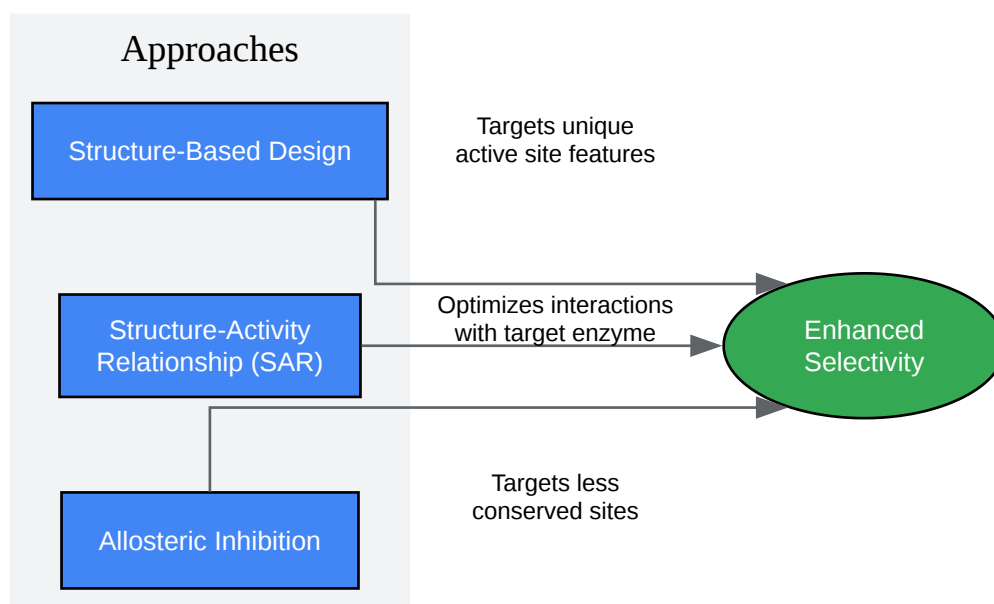 Approaches
Structure-Based Design
Targets unique
active site features
Structure-Activity
Relationship (SAR)
Optimizes interactions
with target enzyme
Enhanced
Selectivity
Targets less
conserved sites
Allosteric Inhibition